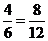 4/6 = 8/12